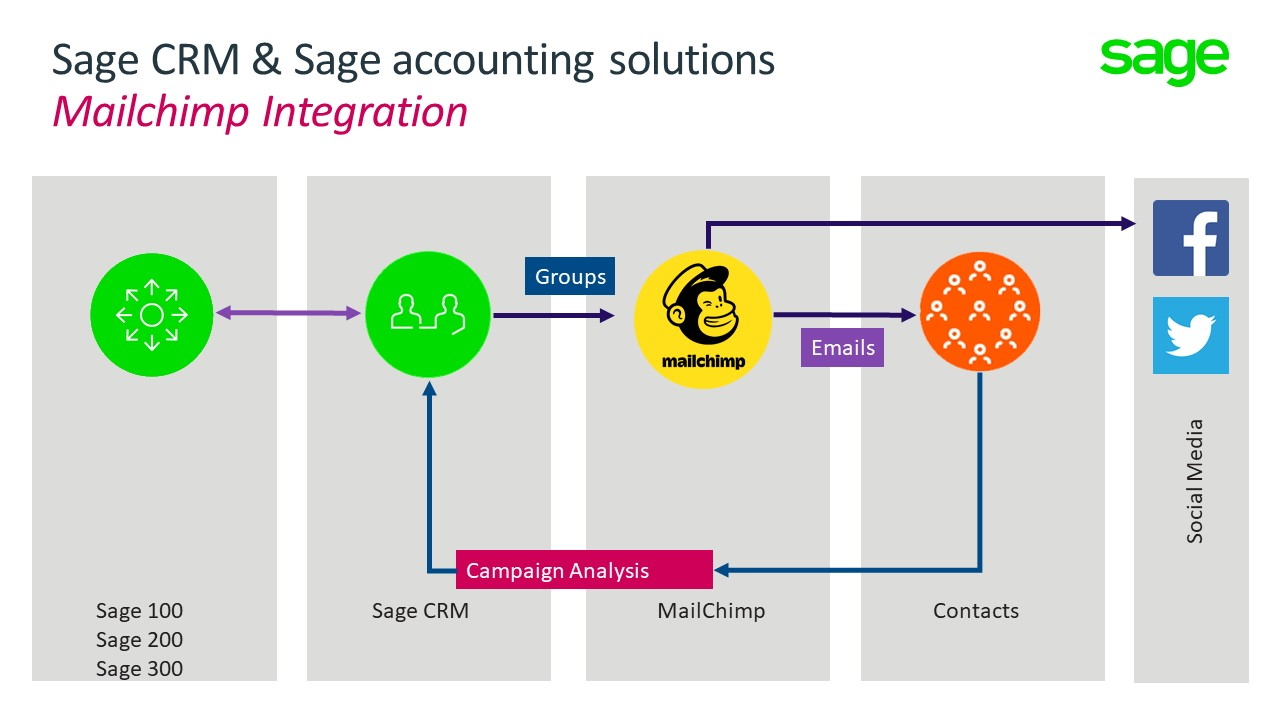 Sage CRM & Sage accounting solutions
Mailchimp Integration
sage
Groups
mailchimp
Emails
Social Media
Campaign Analysis
Sage 100
Sage 200
Sage 300
Sage CRM
MailChimp
Contacts